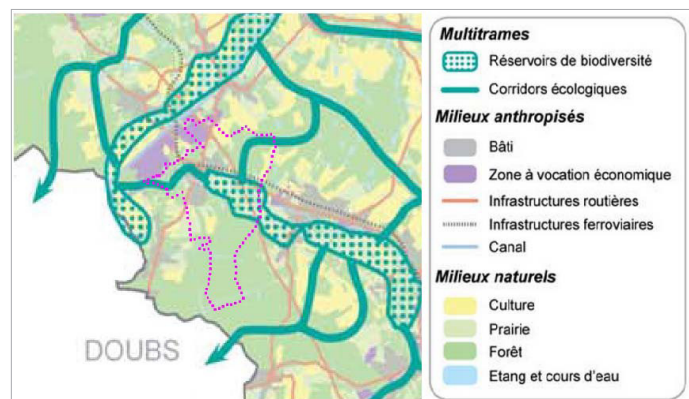 Multitrames
Réservoirs de biodiversité
Corridors écologiques
Milieux anthropisés
Bâti
Zone à vocation économique
Infrastructures routières
Infrastructures ferroviaires
Canal
Milieux naturels
Culture
Prairie
Forêt
Etang et cours d'eau
DOUBS